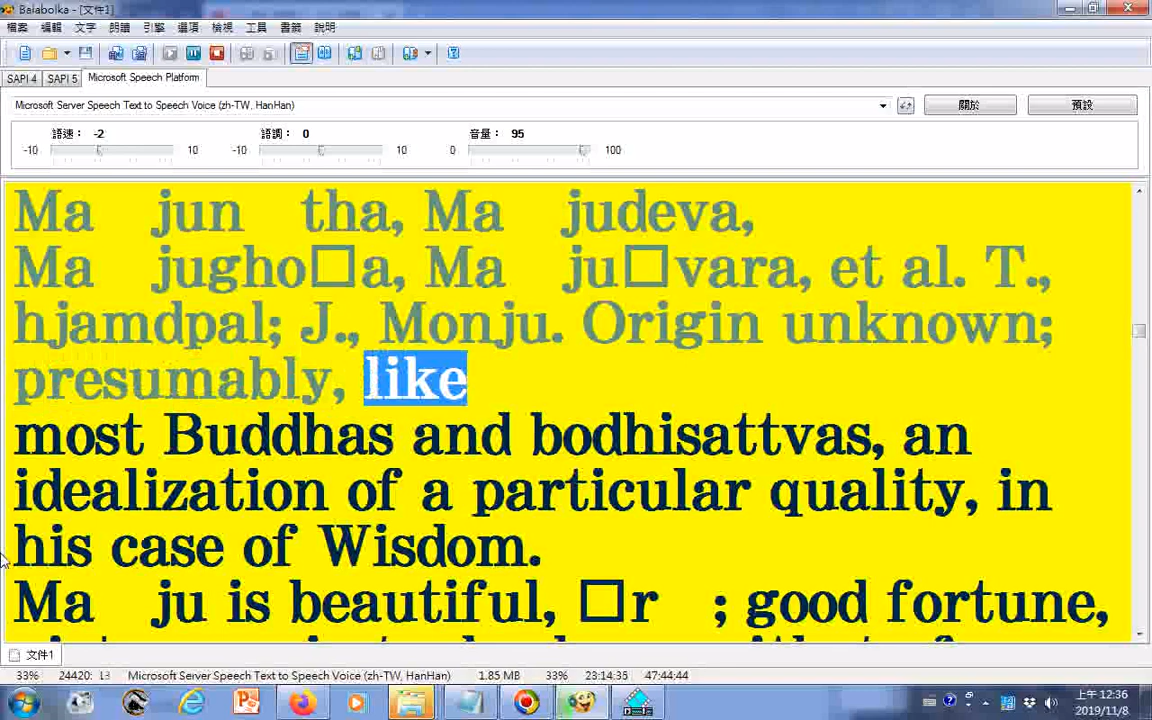 Balabolka - [文件1]
檔案 編輯 文字 朗讀 引擎 選項 檢視 工具 書籤 說明
SAPI 4 SAPI 5 Microsoft Speech Platform
Microsoft Server Speech Text to Speech Voice (zh-TW, HanHan) 關於 預設
語速： -2 語調： 0 音量： 95
-10 10 -10 10 0 100
Ma jun tha, Ma judeva,
Ma jugho□a, Ma ju□vara, et al. T.,
hjamdpal; J., Monju. Origin unknown;
presumably, like
most Buddhas and bodhisattvas, an
idealization of a particular quality, in
his case of Wisdom.
Ma ju is beautiful, □r ; good fortune,
文件1
33% 24420: 13 Microsoft Server Speech Text to Speech Voice (zh-TW, HanHan) 1.85 MB 33% 23:14:35 47:44:44
上午 12:36
2019/11/8